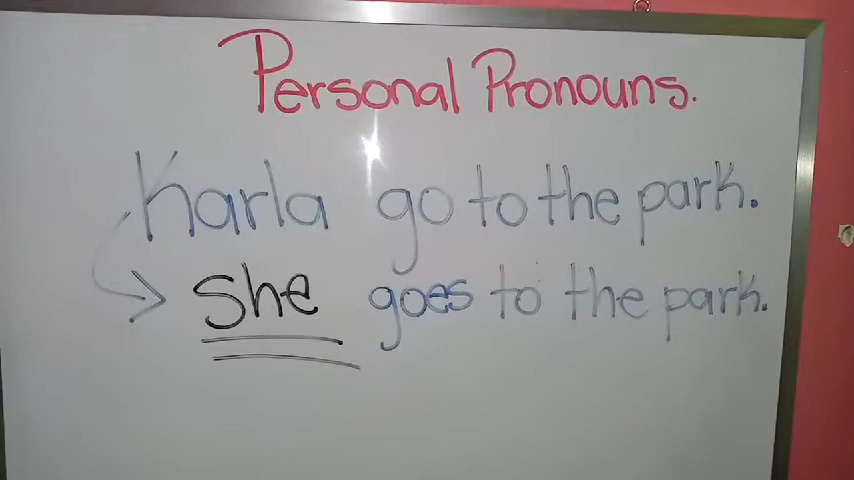 Personal Pronouns.
Karla go to the park.
she goes to the park.